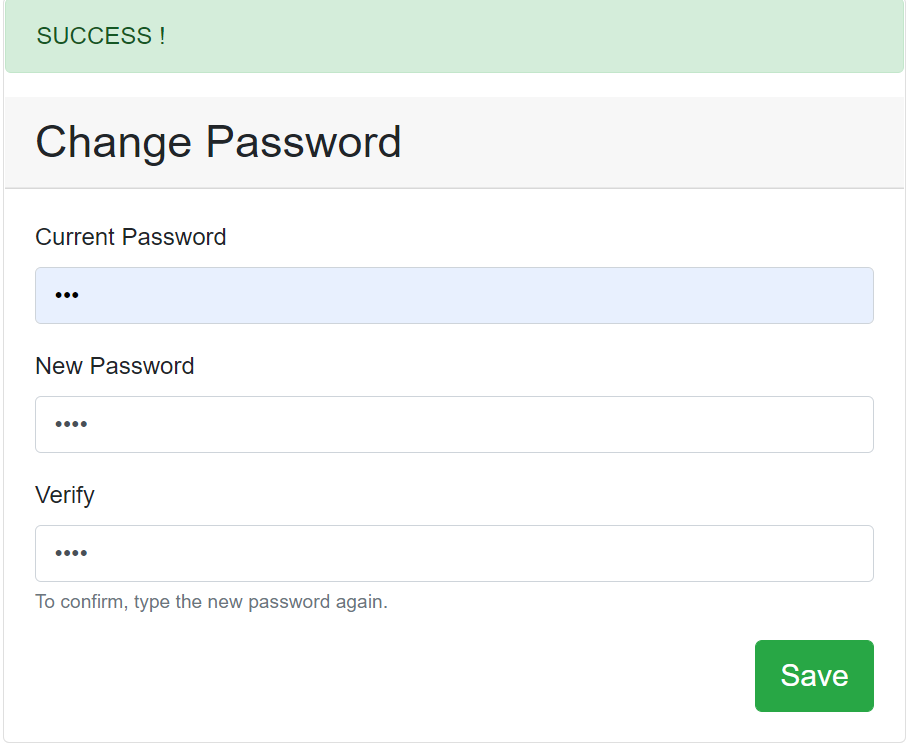 SUCCESS !
Change Password
Current Password
•••
New Password
••••
Verify
••••
To confirm, type the new password again.
Save